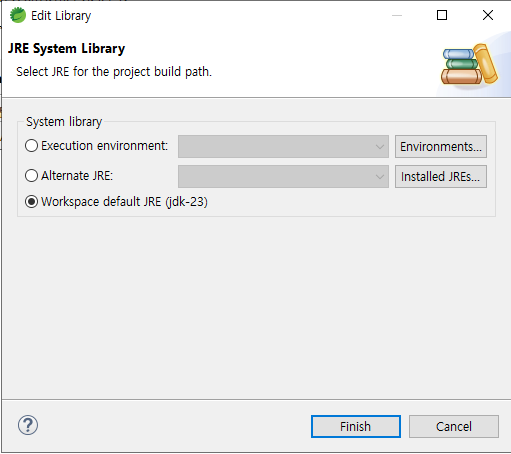 Edit Library
JRE System Library
Select JRE for the project build path.
System library
Execution environment:
Environments...
Alternate JRE:
Installed JREs...
Workspace default JRE (jdk-23)
?
Finish
Cancel